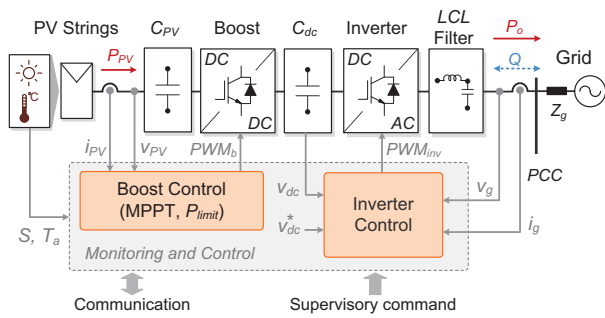 PV Strings
C_PV
Boost
C_dc
Inverter
LCL
Filter
P_o
P_PV
Q
Grid
°C
DC
DC
DC
AC
Z_g
i_PV
v_PV
PWM_b
PWM_inv
PCC
Boost Control
(MPPT, P_limit)
v_dc
v*_dc
Inverter
Control
v_g
i_g
S, T_a
Monitoring and Control
Communication
Supervisory command